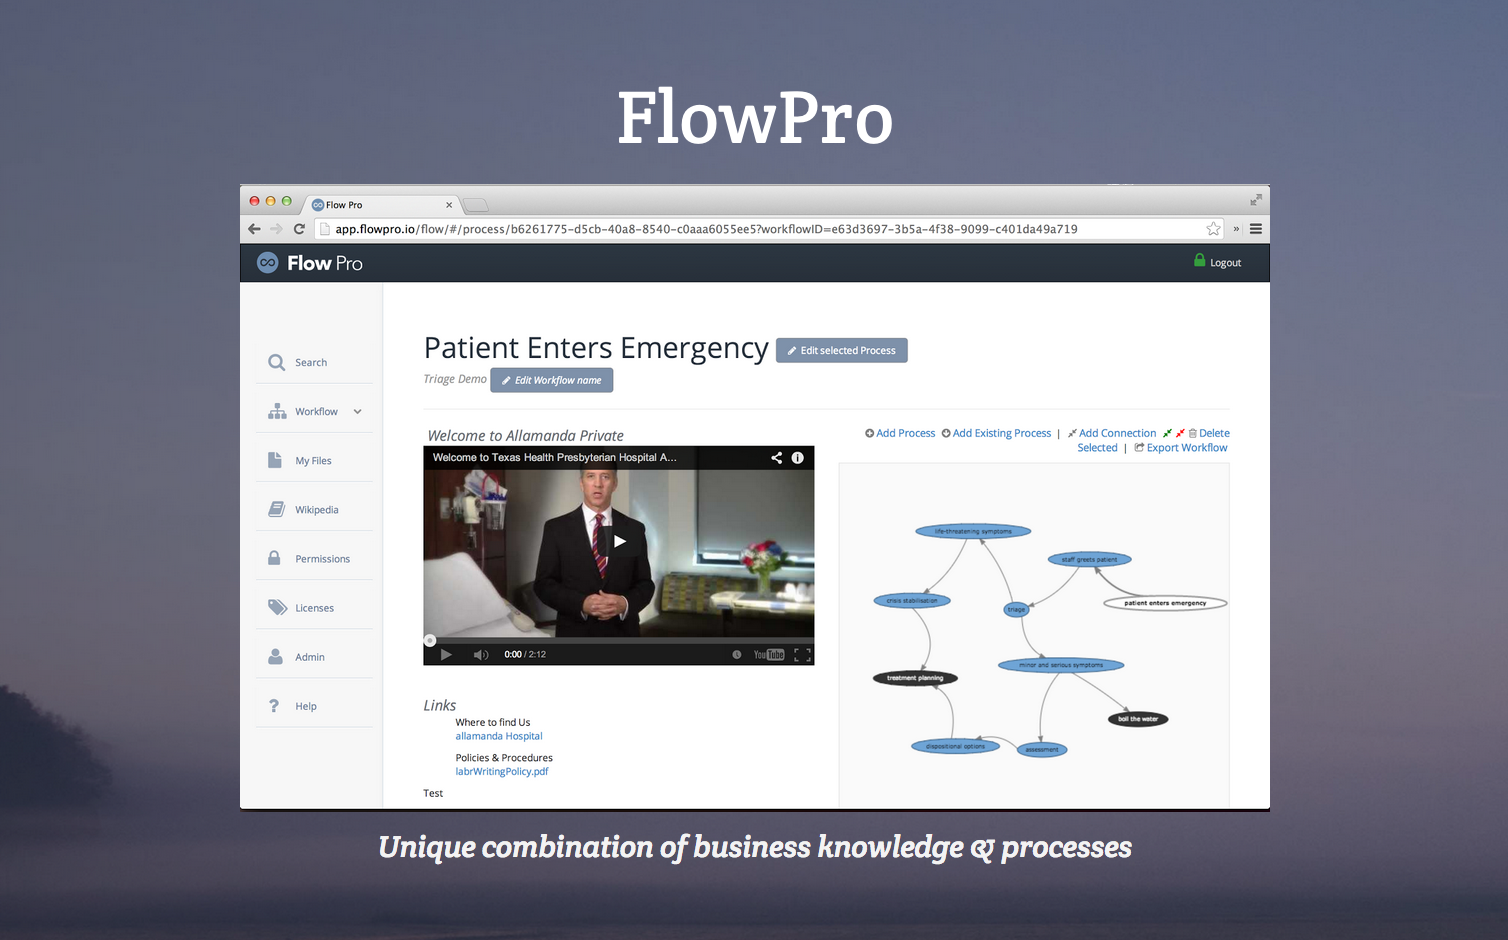 FlowPro
Flow Pro
app.flowpro.io/flow/#/process/b6261775-d5cb-40a8-8540-c0aaa6055ee5?workflowID=e63d3697-3b5a-4f38-9099-c401da49a719
Flow Pro
Logout
Search
Workflow
My Files
Wikipedia
Permissions
Licenses
Admin
Help
Patient Enters Emergency
Edit selected Process
Triage Demo
Edit Workflow name
Welcome to Allamanda Private
Welcome to Texas Health Presbyterian Hospital A...
0:00 / 2:12
YouTube
Links
Where to find Us
allamanda Hospital
Policies & Procedures
labrWritingPolicy.pdf
Test
Add Process Add Existing Process | Add Connection Delete
Selected | Export Workflow
life-threatening symptoms
staff greets patient
crisis stabilisation
triage
patient enters emergency
minor and serious symptoms
treatment planning
boil the water
dispositional options
assessment
Unique combination of business knowledge & processes